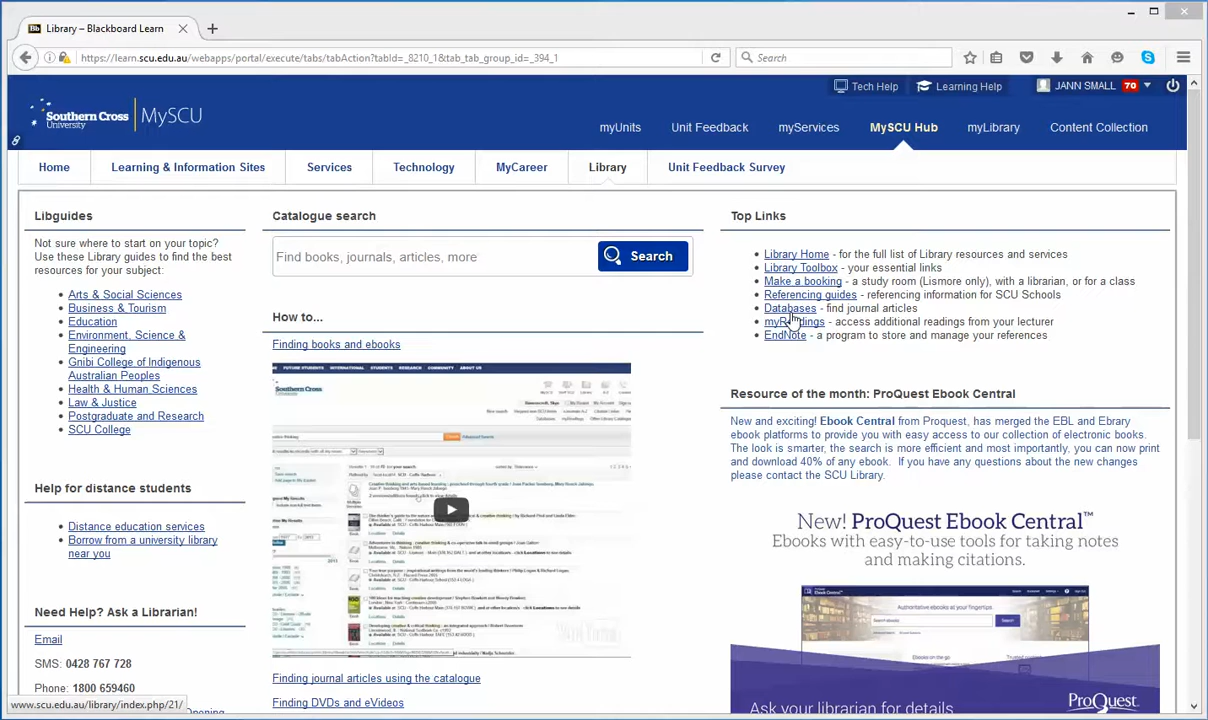 Library – Blackboard Learn
https://learn.scu.edu.au/webapps/portal/execute/tabs/tabAction?tabId=_8210_1&tab_tab_group_id=_394_1
Search
Tech Help
Learning Help
JANN SMALL 70
Southern Cross
University
MySCU
myUnits
Unit Feedback
myServices
MySCU Hub
myLibrary
Content Collection
Home
Learning & Information Sites
Services
Technology
MyCareer
Library
Unit Feedback Survey
Libguides
Not sure where to start on your topic?
Use these Library guides to find the best
resources for your subject:
Arts & Social Sciences
Business & Tourism
Education
Environment, Science &
Engineering
Gnibi College of Indigenous
Australian Peoples
Health & Human Sciences
Law & Justice
Postgraduate and Research
SCU College
Help for distance students
Distance education services
Borrow from a university library
near you
Need Help? Ask a Librarian!
Email
SMS: 0428 767 728
Phone: 1800 659460
www.scu.edu.au/library/index.php/21/
Catalogue search
Find books, journals, articles, more
Search
How to...
Finding books and ebooks
Finding journal articles using the catalogue
Finding DVDs and eVideos
Top Links
Library Home - for the full list of Library resources and services
Library Toolbox - your essential links
Make a booking - a study room (Lismore only), with a librarian, or for a class
Referencing guides - referencing information for SCU Schools
Databases - find journal articles
myReadings - access additional readings from your lecturer
EndNote - a program to store and manage your references
Resource of the month: ProQuest Ebook Central
New and exciting! Ebook Central from Proquest, has merged the EBL and Ebrary
ebook platforms to provide you with easy access to our collection of electronic books.
The look is smarter, the search is more efficient and most importantly, you can now print
and download 40% of any ebook. If you have any questions about the new changes
please contact the SCU Library.
New! ProQuest Ebook Central™
Ebooks with easy-to-use tools for taking notes
and making citations.
Authoritative ebooks at your fingertips
Ask your librarian for details
ProQuest